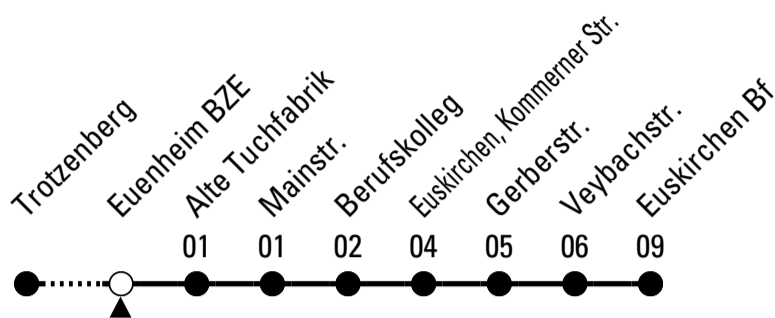 Trotzenberg
Euenheim BZE
Alte Tuchfabrik
Mainstr.
Berufskolleg
Euskirchen, Kommerner Str.
Gerberstr.
Veybachstr.
Euskirchen Bf
01 01 02 04 05 06 09